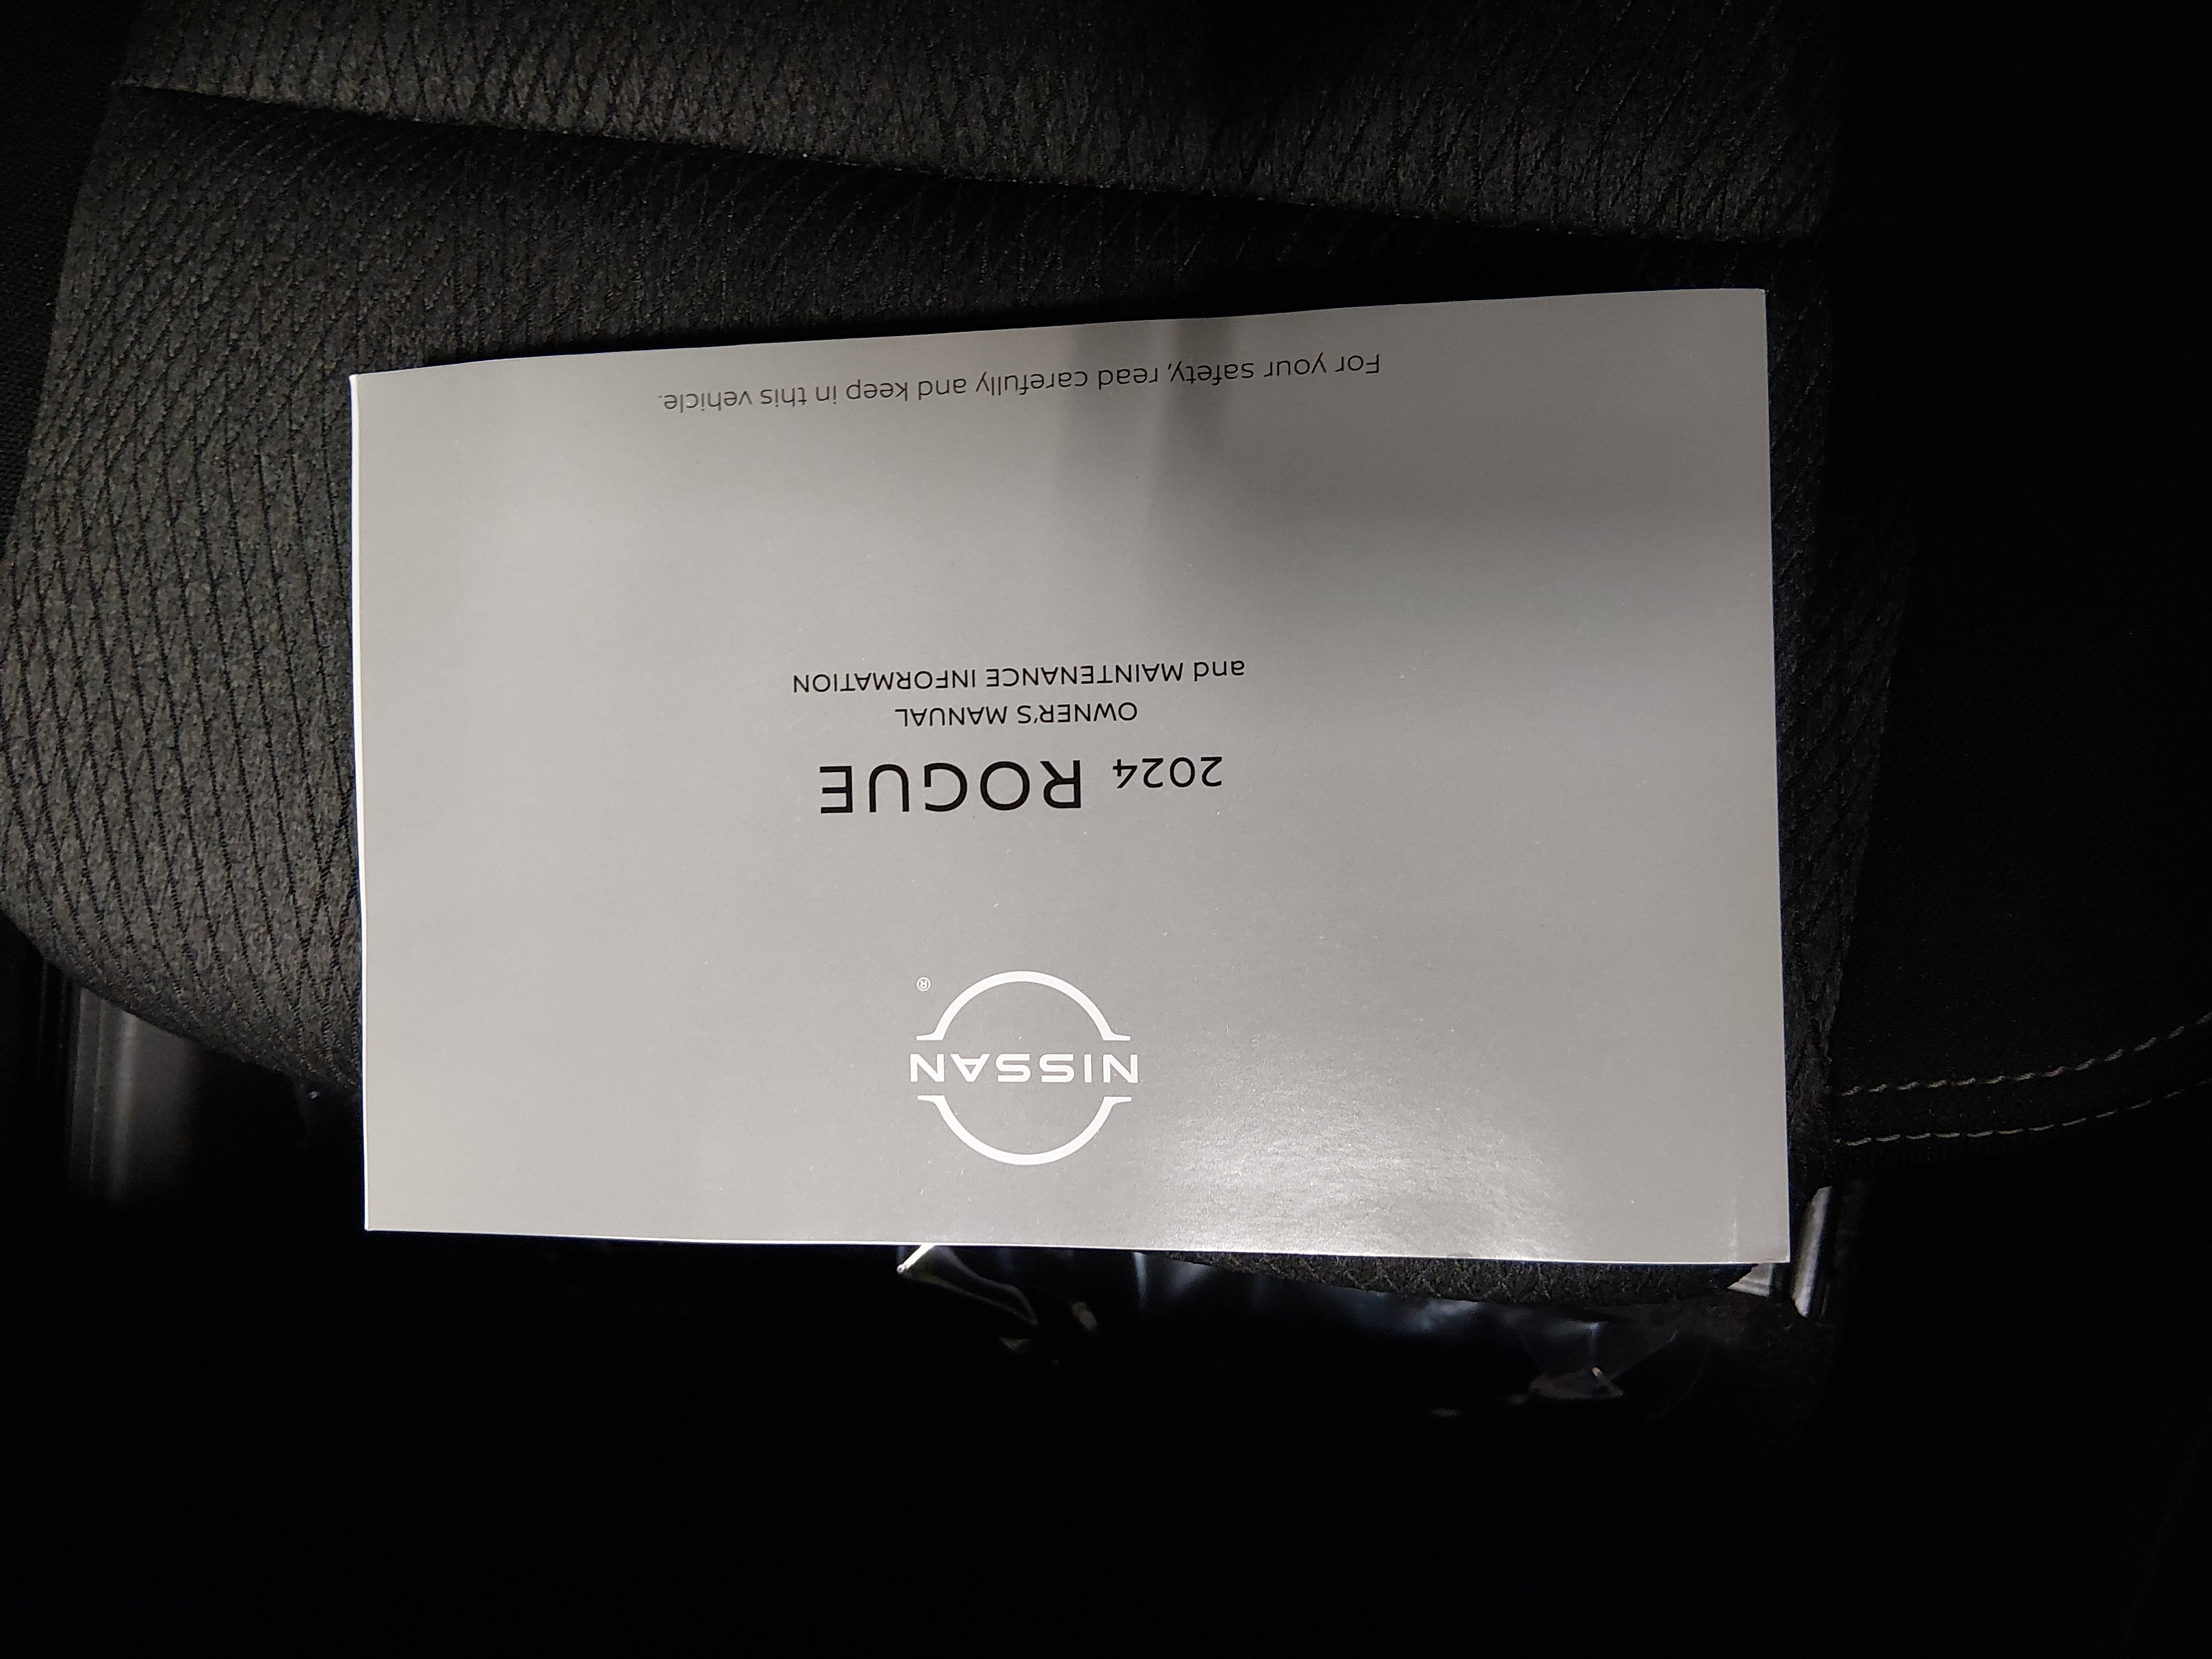 NISSAN
®
2024 ROGUE
OWNER'S MANUAL
and MAINTENANCE INFORMATION
For your safety, read carefully and keep in this vehicle.